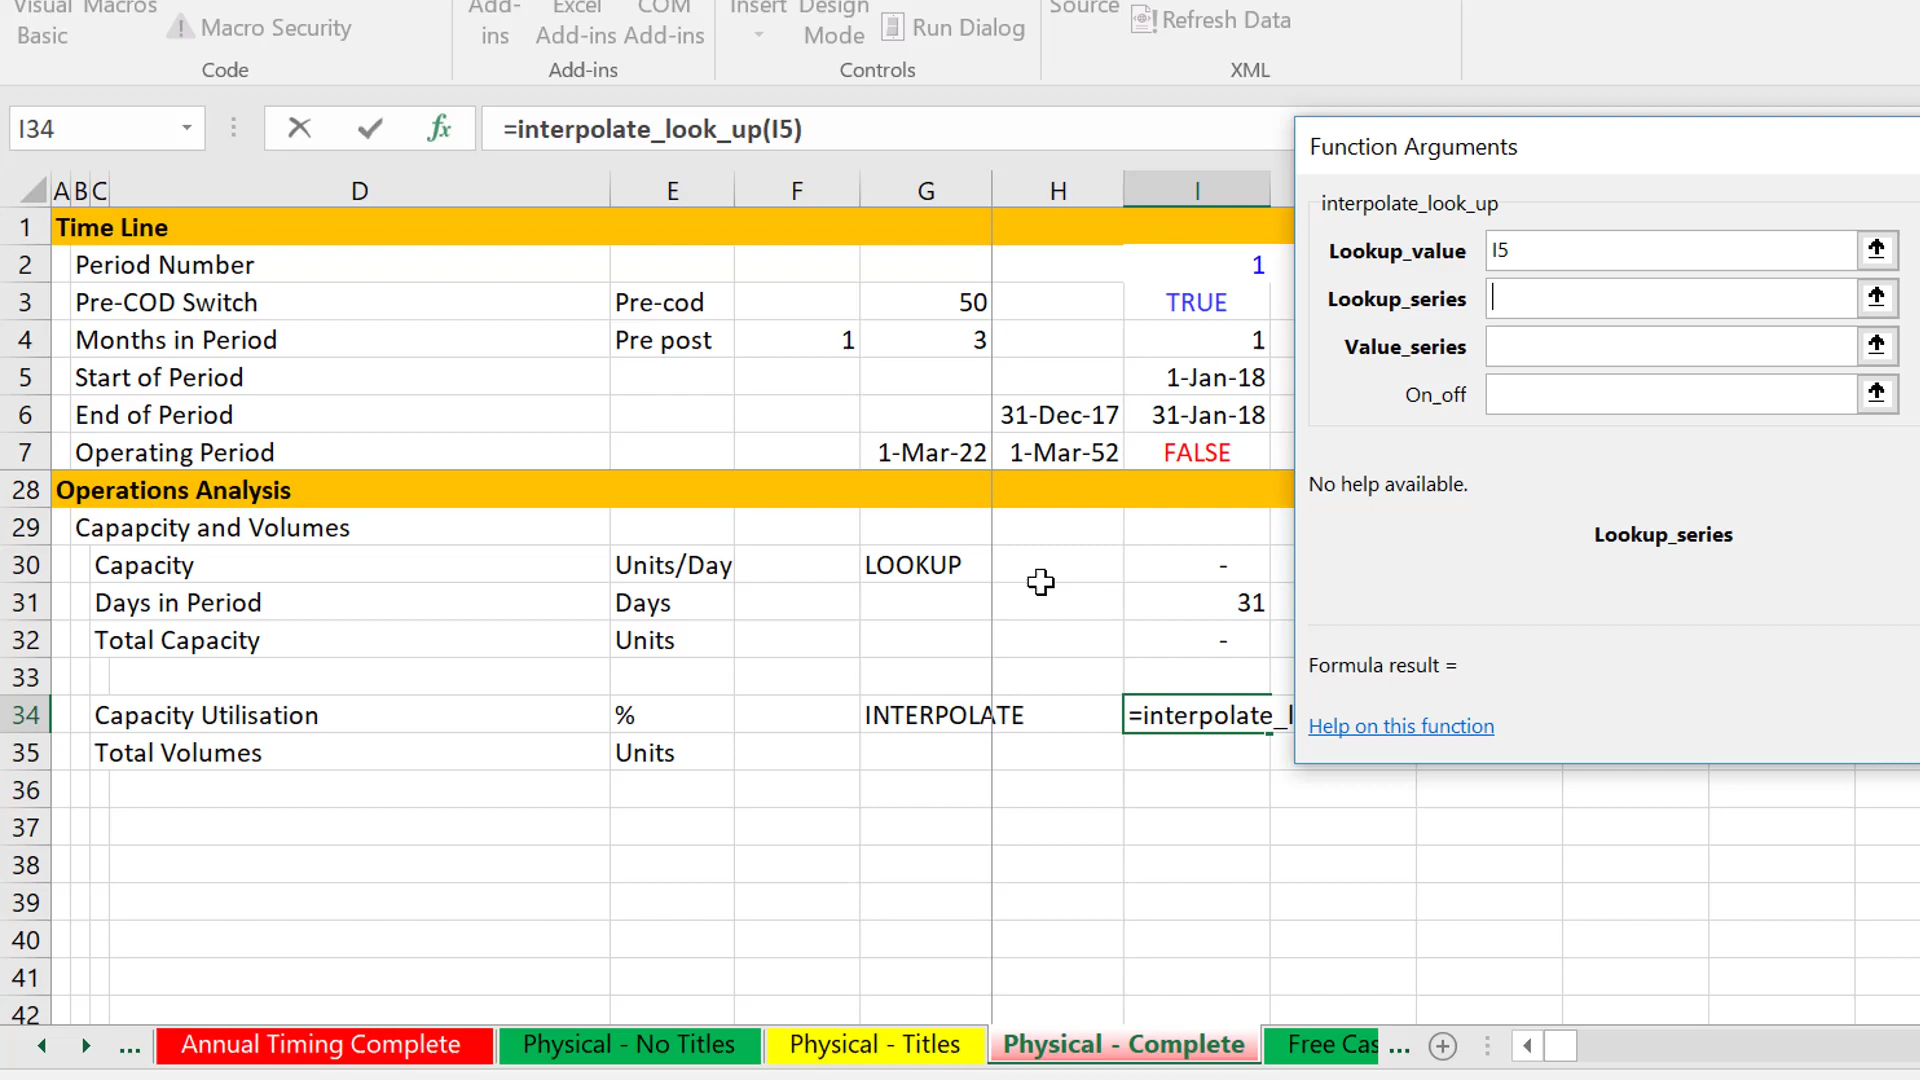 Visual Macros
Basic
Macro Security
Code
Add-
ins
Excel
Add-ins
COM
Add-ins
Add-ins
Insert
Design
Mode
Run Dialog
Controls
Source
Refresh Data
XML
I34
fx
=interpolate_look_up(I5)
A B C D E F G H I
1 Time Line
2 Period Number 1
3 Pre-COD Switch Pre-cod 50 TRUE
4 Months in Period Pre post 1 3 1
5 Start of Period 1-Jan-18
6 End of Period 31-Dec-17 31-Jan-18
7 Operating Period 1-Mar-22 1-Mar-52 FALSE
28 Operations Analysis
29 Capapcity and Volumes
30 Capacity Units/Day LOOKUP -
31 Days in Period Days 31
32 Total Capacity Units -
33
34 Capacity Utilisation % INTERPOLATE =interpolate_l
35 Total Volumes Units
36
37
38
39
40
41
42
Function Arguments
interpolate_look_up
Lookup_value I5
Lookup_series
Value_series
On_off
No help available.
Lookup_series
Formula result =
Help on this function
... Annual Timing Complete Physical - No Titles Physical - Titles Physical - Complete Free Cas ...